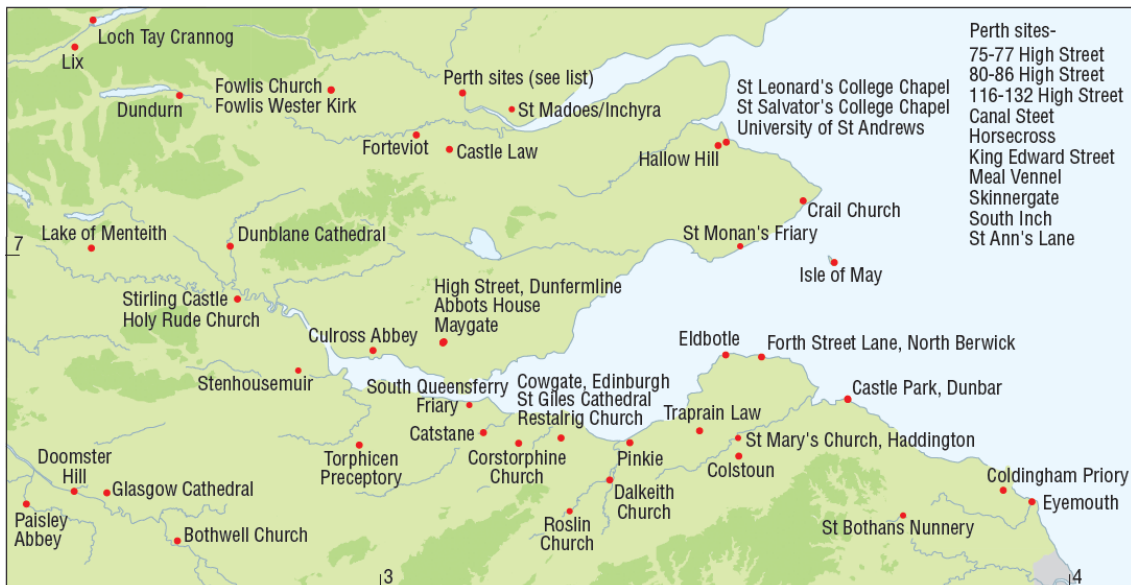 Loch Tay Crannog
Lix
Dundurn
Fowlis Church
Fowlis Wester Kirk
Perth sites (see list)
St Madoes/Inchyra
Forteviot
Castle Law
St Leonard's College Chapel
St Salvator's College Chapel
University of St Andrews
Hallow Hill
Perth sites-
75-77 High Street
80-86 High Street
116-132 High Street
Canal Steet
Horsecross
King Edward Street
Meal Vennel
Skinnergate
South Inch
St Ann's Lane
Crail Church
Lake of Menteith
Dunblane Cathedral
St Monan's Friary
7
Isle of May
Stirling Castle
Holy Rude Church
High Street, Dunfermline
Abbots House
Maygate
Culross Abbey
Eldbotle
Forth Street Lane, North Berwick
Stenhousemuir
South Queensferry
Friary
Cowgate, Edinburgh
St Giles Cathedral
Restalrig Church
Castle Park, Dunbar
Traprain Law
Catstane
St Mary's Church, Haddington
Torphicen
Preceptory
Corstorphine
Church
Pinkie
Colstoun
Doomster
Hill
Glasgow Cathedral
Dalkeith
Church
Coldingham Priory
Eyemouth
Paisley
Abbey
Bothwell Church
Roslin
Church
St Bothans Nunnery
3
4